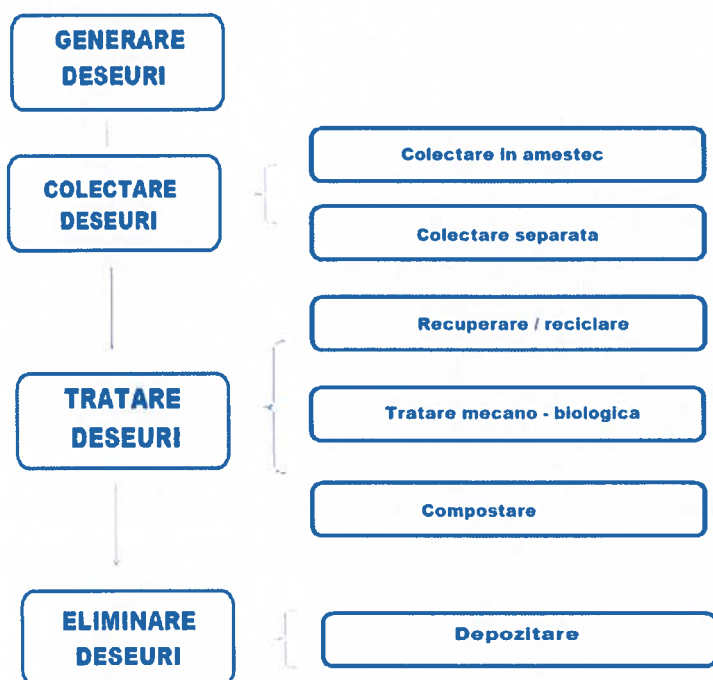 GENERARE
DESEURI
COLECTARE
DESEURI
Colectare in amestec
Colectare separata
TRATARE
DESEURI
Recuperare / reciclare
Tratare mecano - biologica
Compostare
ELIMINARE
DESEURI
Depozitare